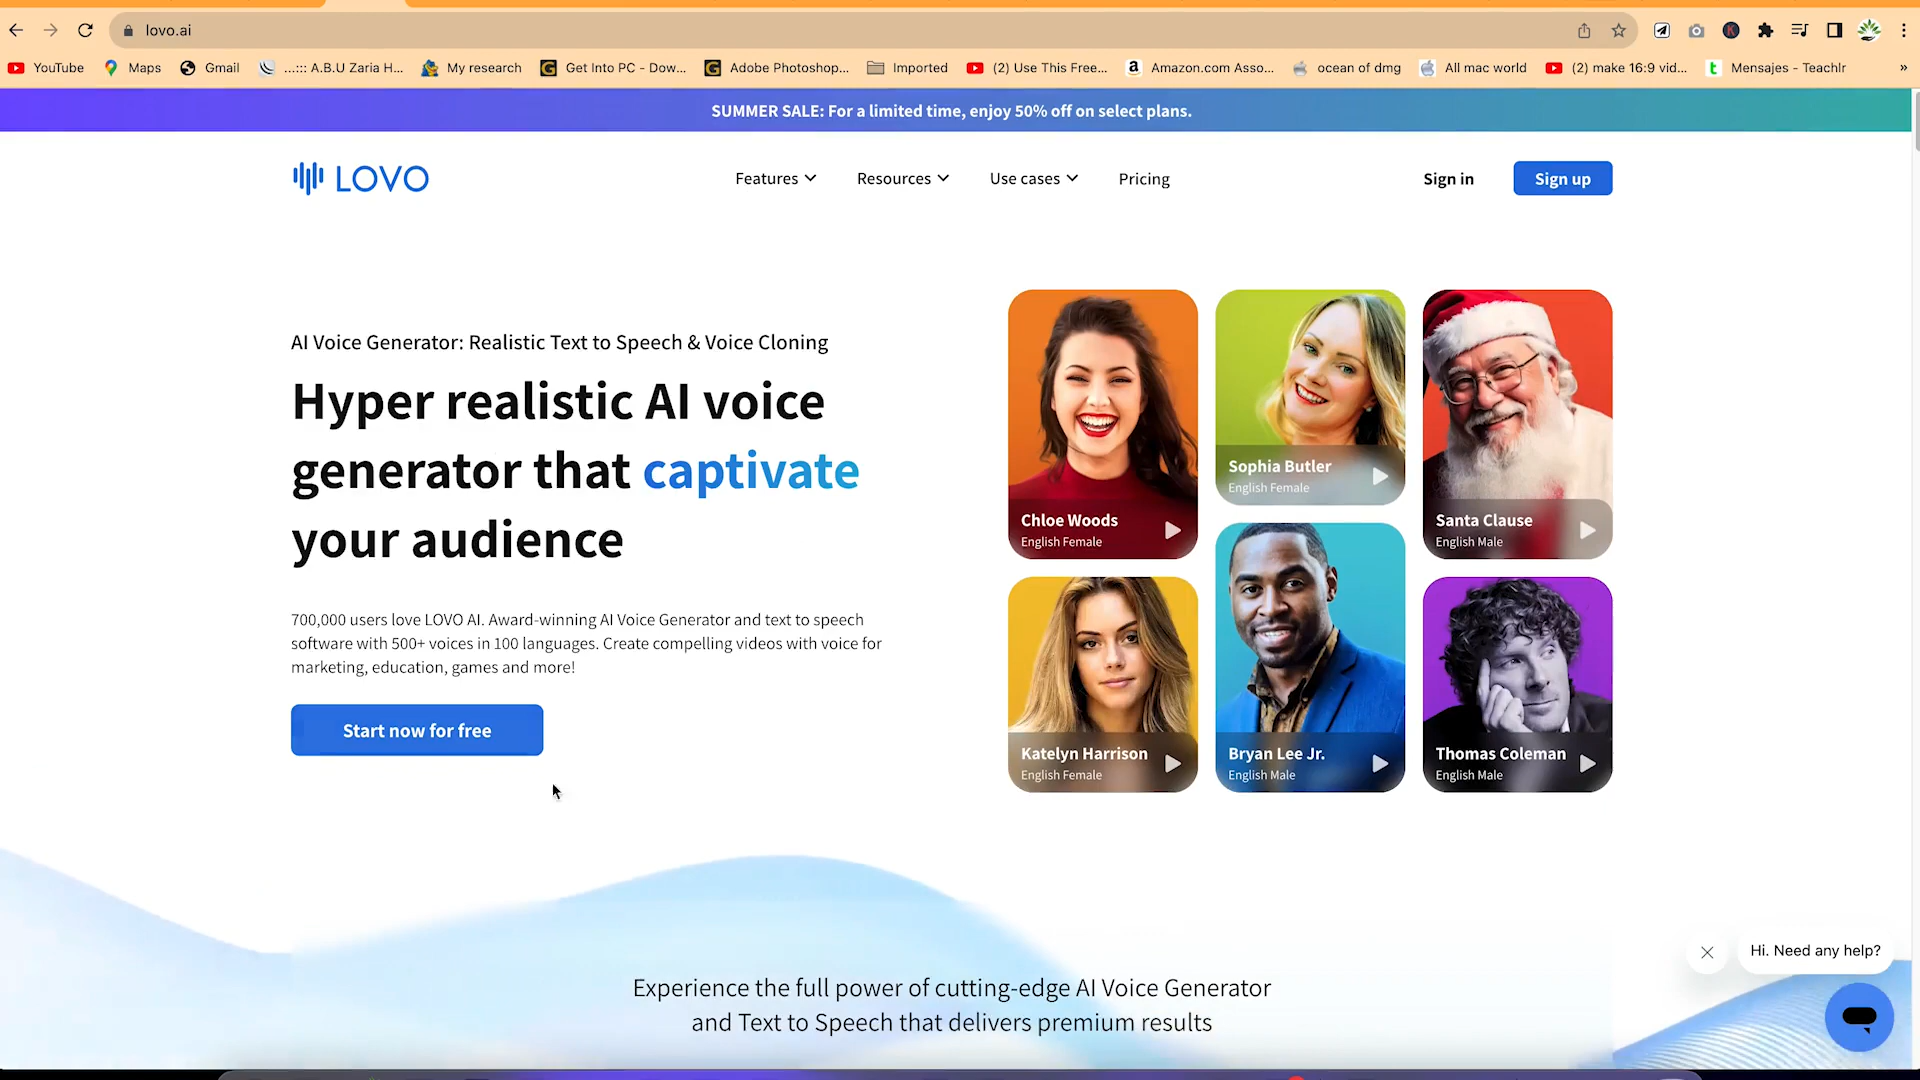 lovo.ai
YouTube
Maps
Gmail
...::: A.B.U Zaria H...
My research
Get Into PC - Dow...
Adobe Photoshop...
Imported
(2) Use This Free...
Amazon.com Asso...
ocean of dmg
All mac world
(2) make 16:9 vid...
Mensajes - Teachlr
»
SUMMER SALE: For a limited time, enjoy 50% off on select plans.
LOVO
Features
Resources
Use cases
Pricing
Sign in
Sign up
AI Voice Generator: Realistic Text to Speech & Voice Cloning
Hyper realistic AI voice
generator that captivate
your audience
700,000 users love LOVO AI. Award-winning AI Voice Generator and text to speech
software with 500+ voices in 100 languages. Create compelling videos with voice for
marketing, education, games and more!
Start now for free
Chloe Woods
English Female
Sophia Butler
English Female
Santa Clause
English Male
Katelyn Harrison
English Female
Bryan Lee Jr.
English Male
Thomas Coleman
English Male
Experience the full power of cutting-edge AI Voice Generator
and Text to Speech that delivers premium results
Hi. Need any help?